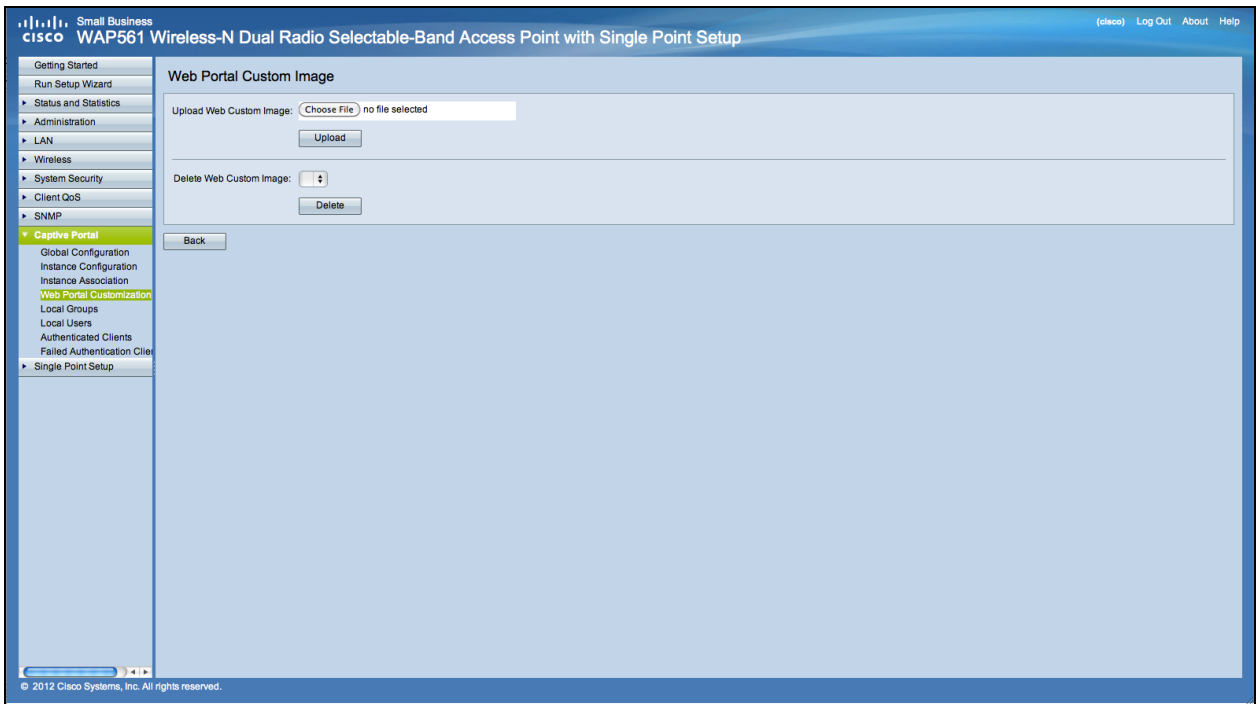 Small Business
CISCO WAP561 Wireless-N Dual Radio Selectable-Band Access Point with Single Point Setup
(cisco) Log Out About Help
Getting Started
Run Setup Wizard
Status and Statistics
Administration
LAN
Wireless
System Security
Client QoS
SNMP
Captive Portal
Global Configuration
Instance Configuration
Instance Association
Web Portal Customization
Local Groups
Local Users
Authenticated Clients
Failed Authentication Clien
Single Point Setup
Web Portal Custom Image
Upload Web Custom Image: Choose File no file selected
Upload
Delete Web Custom Image:
Delete
Back
© 2012 Cisco Systems, Inc. All rights reserved.